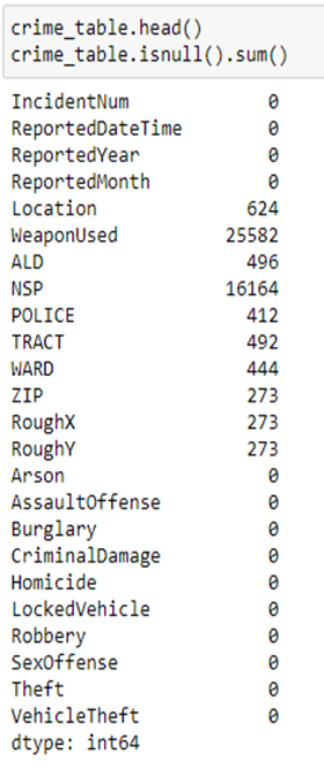 crime_table.head()
crime_table.isnull().sum()
IncidentNum 0
ReportedDateTime 0
ReportedYear 0
ReportedMonth 0
Location 624
WeaponUsed 25582
ALD 496
NSP 16164
POLICE 412
TRACT 492
WARD 444
ZIP 273
RoughX 273
RoughY 273
Arson 0
AssaultOffense 0
Burglary 0
CriminalDamage 0
Homicide 0
LockedVehicle 0
Robbery 0
SexOffense 0
Theft 0
VehicleTheft 0
dtype: int64